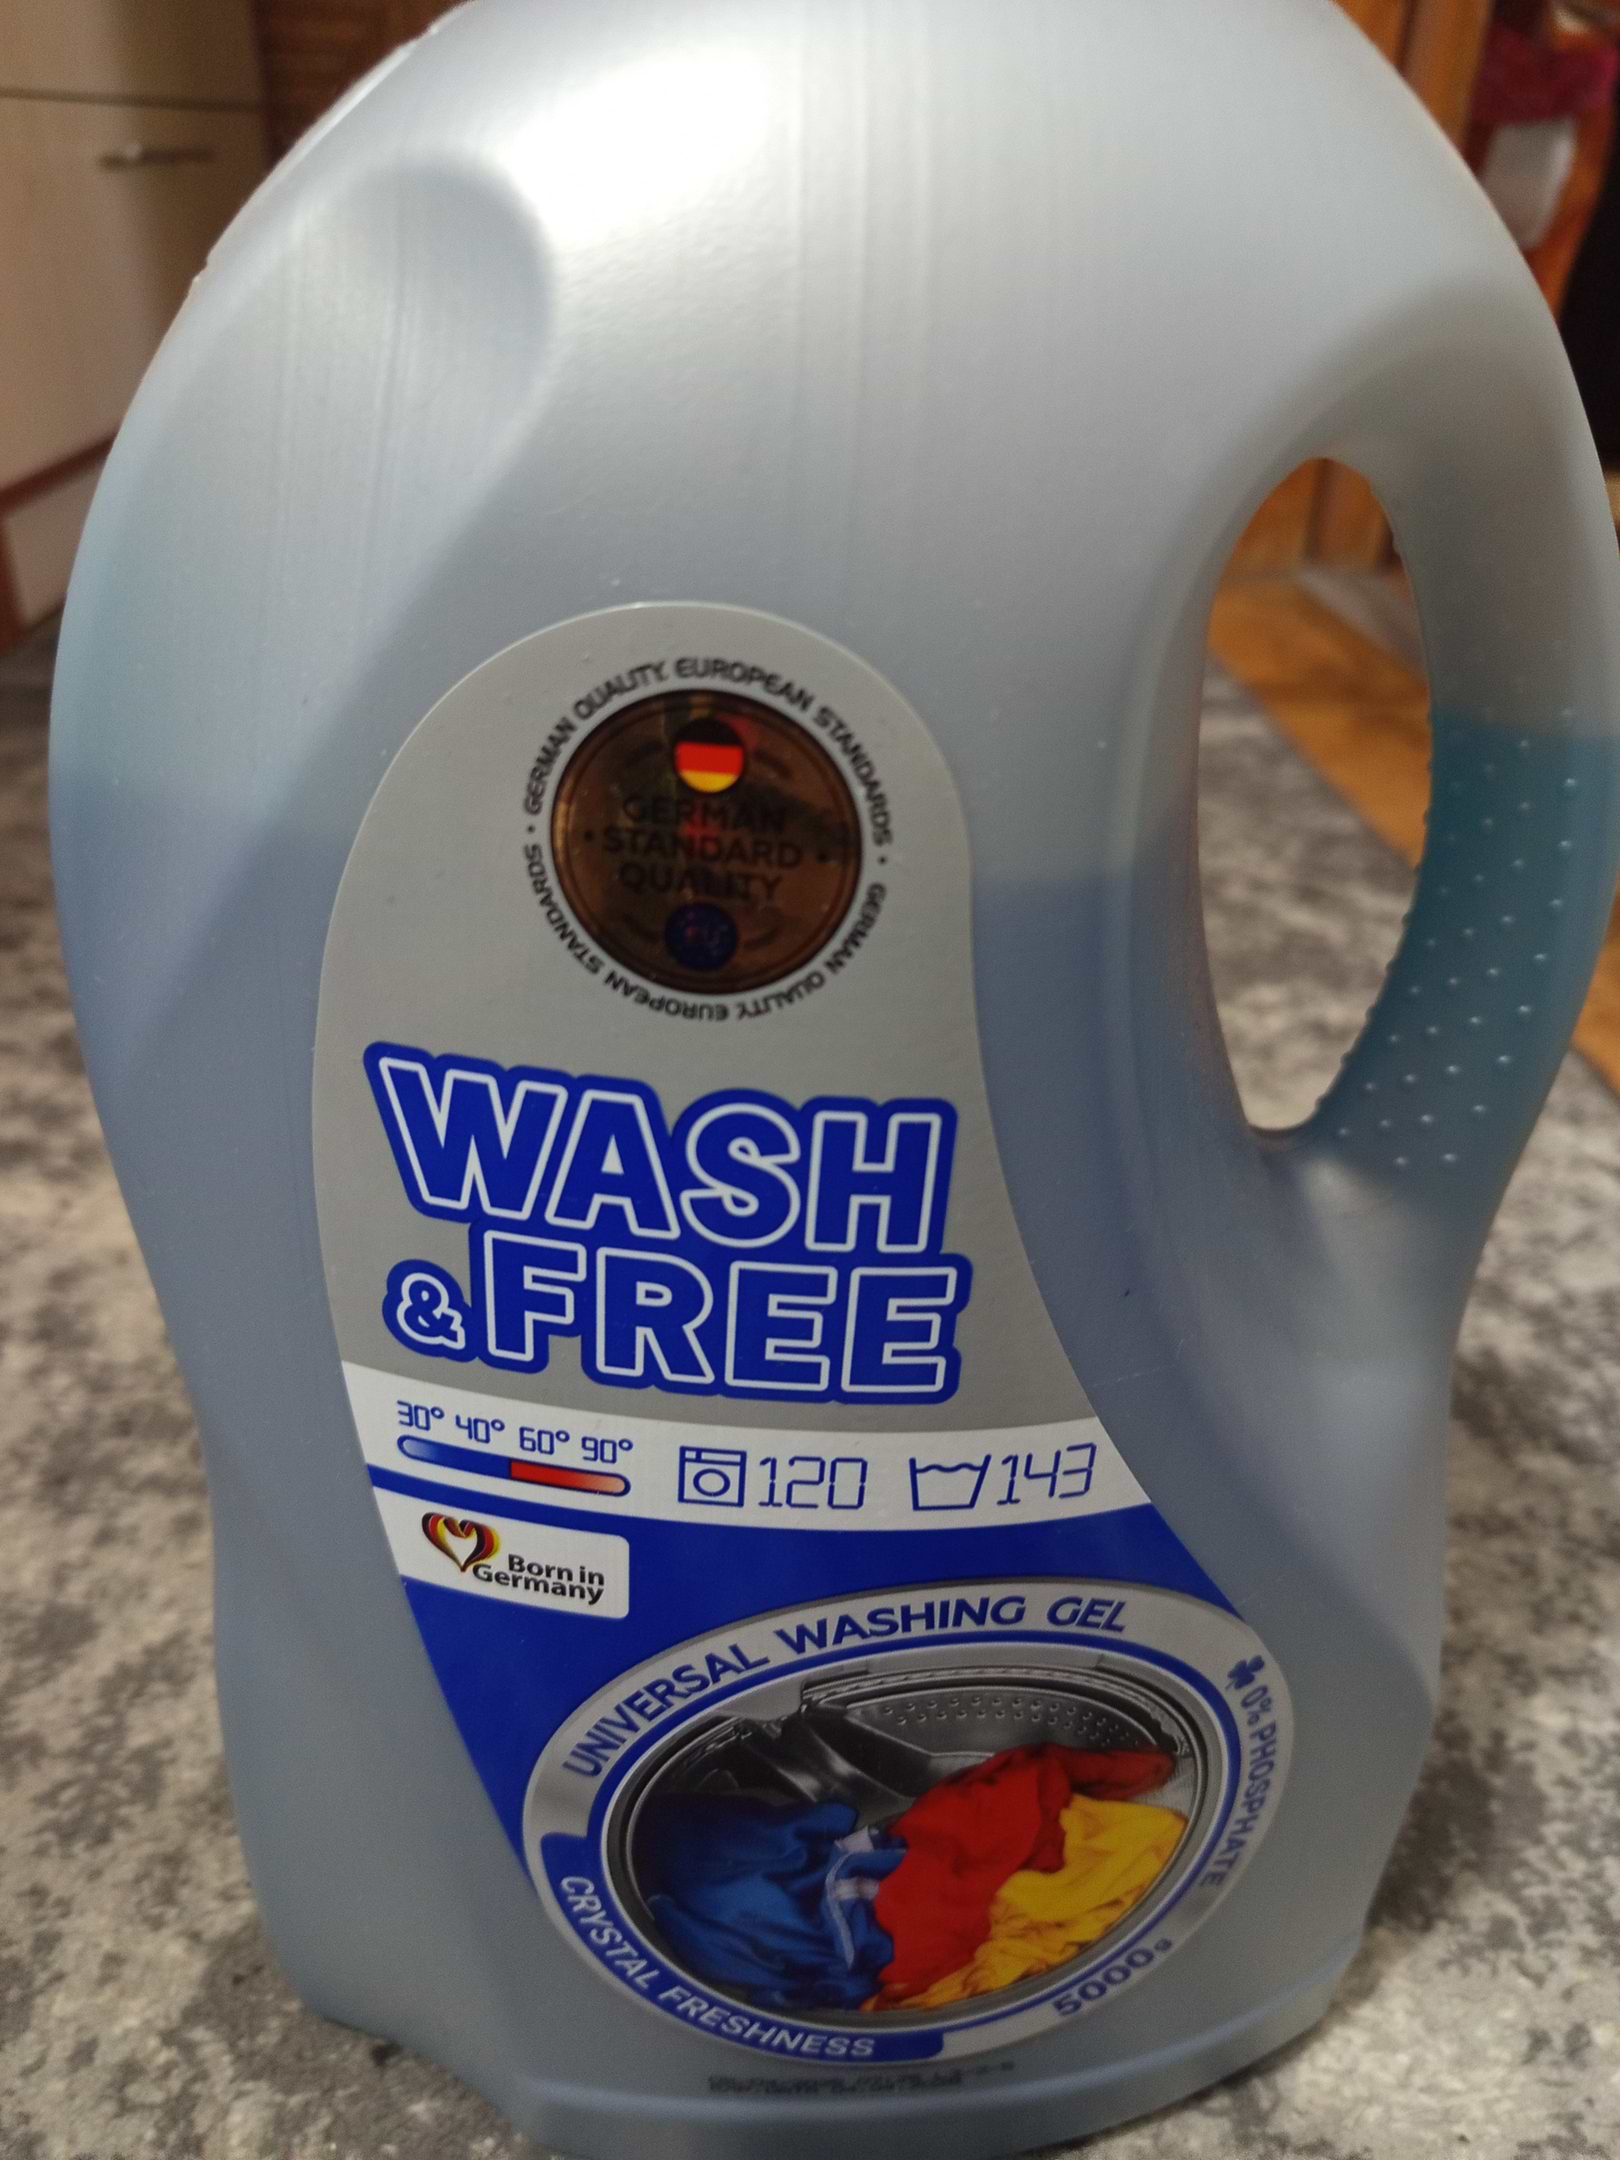 GERMAN QUALITY. EUROPEAN STANDARDS •
GERMAN QUALITY. EUROPEAN STANDARDS •
GERMAN
• STANDARD •
QUALITY
EU
WASH
& FREE
30° 40° 60° 90°
120
143
Born in
Germany
UNIVERSAL WASHING GEL
0% PHOSPHATE
CRYSTAL FRESHNESS
5000g